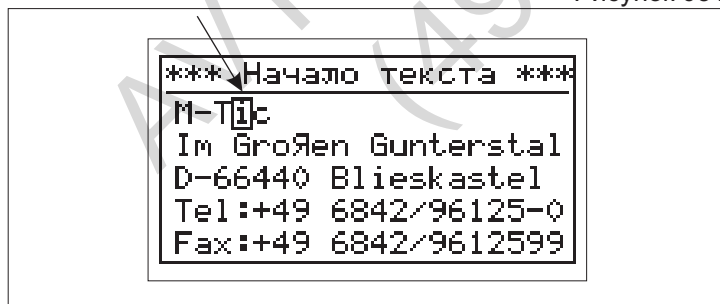 *** Начало текста ***
M-Tic
Im GroЯen Gunterstal
D-66440 Blieskastel
Tel:+49 6842/96125-0
Fax:+49 6842/9612599